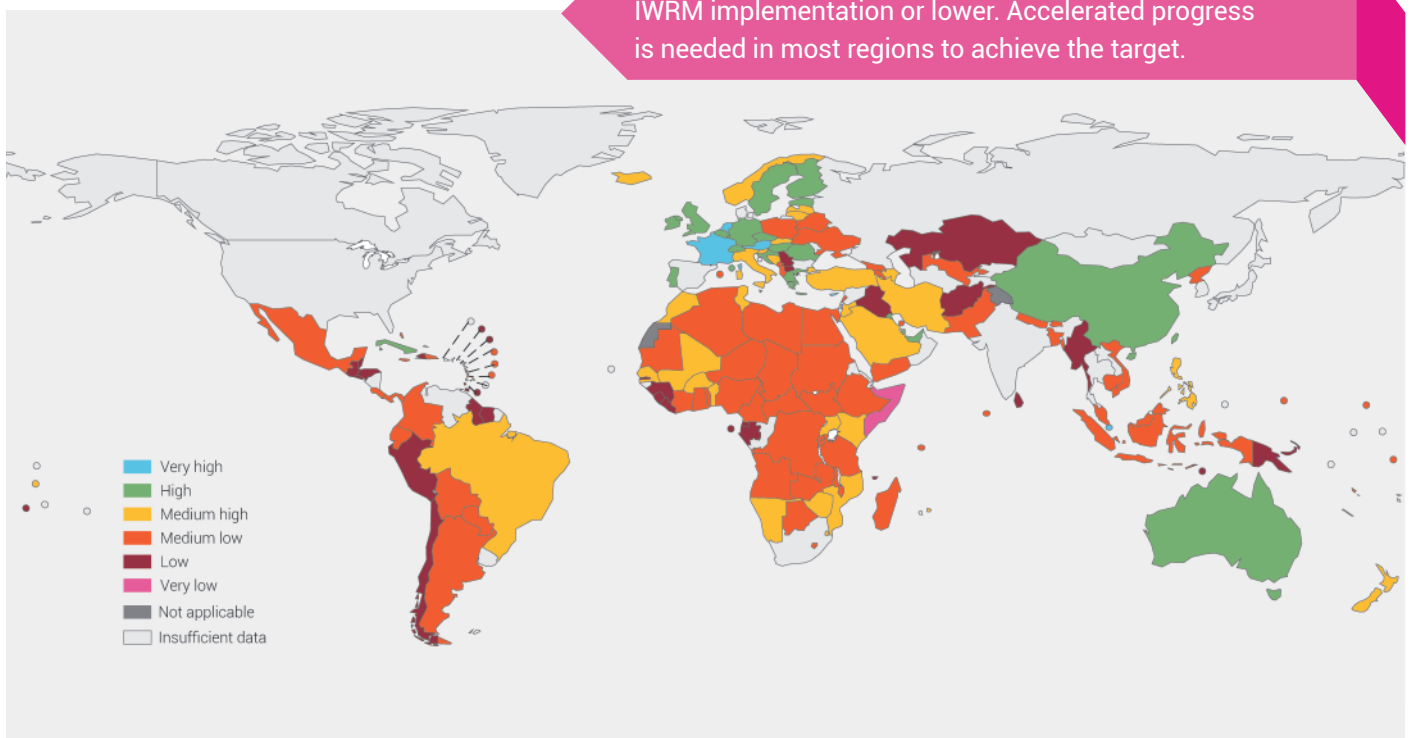 IWRM implementation or lower. Accelerated progress
is needed in most regions to achieve the target.
Very high
High
Medium high
Medium low
Low
Very low
Not applicable
Insufficient data